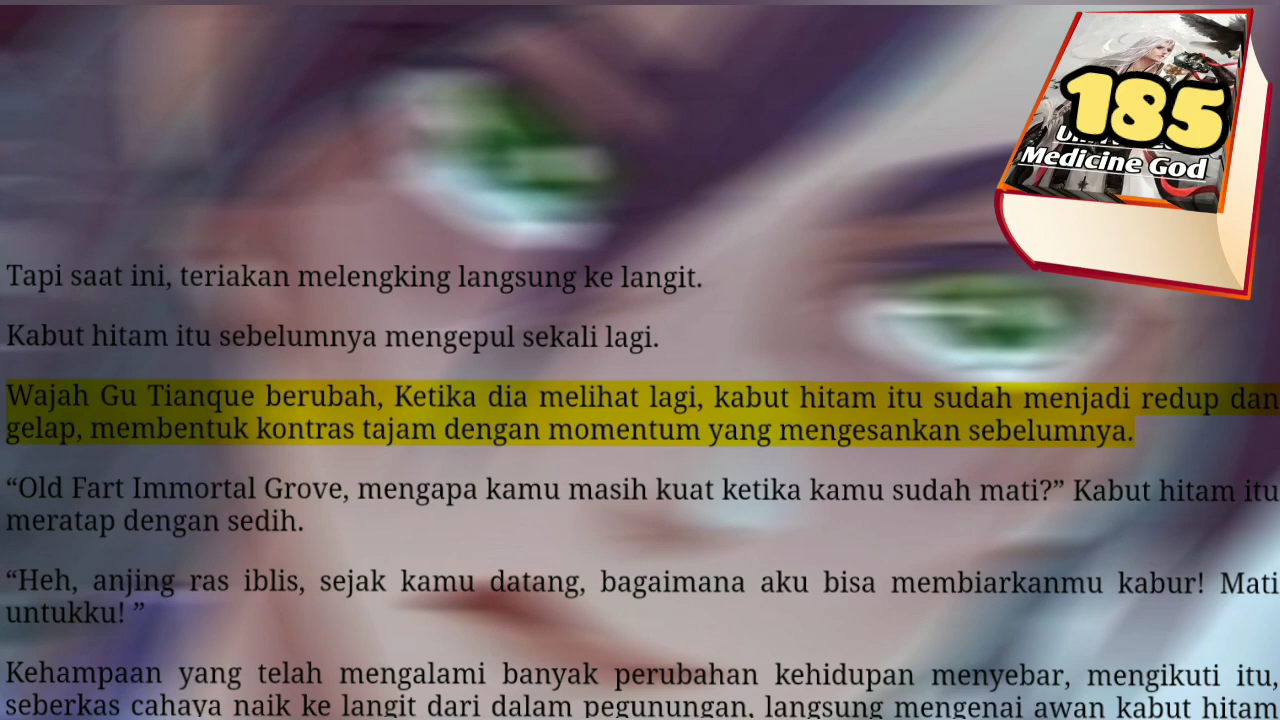 185
Medicine God
Tapi saat ini, teriakan melengking langsung ke langit.
Kabut hitam itu sebelumnya mengepul sekali lagi.
Wajah Gu Tianque berubah, Ketika dia melihat lagi, kabut hitam itu sudah menjadi redup dan
gelap, membentuk kontras tajam dengan momentum yang mengesankan sebelumnya.
“Old Fart Immortal Grove, mengapa kamu masih kuat ketika kamu sudah mati?” Kabut hitam itu
meratap dengan sedih.
“Heh, anjing ras iblis, sejak kamu datang, bagaimana aku bisa membiarkanmu kabur! Mati
untukku! ”
Kehampaan yang telah mengalami banyak perubahan kehidupan menyebar, mengikuti itu,
seberkas cahaya naik ke langit dari dalam pegunungan, langsung mengenai awan kabut hitam